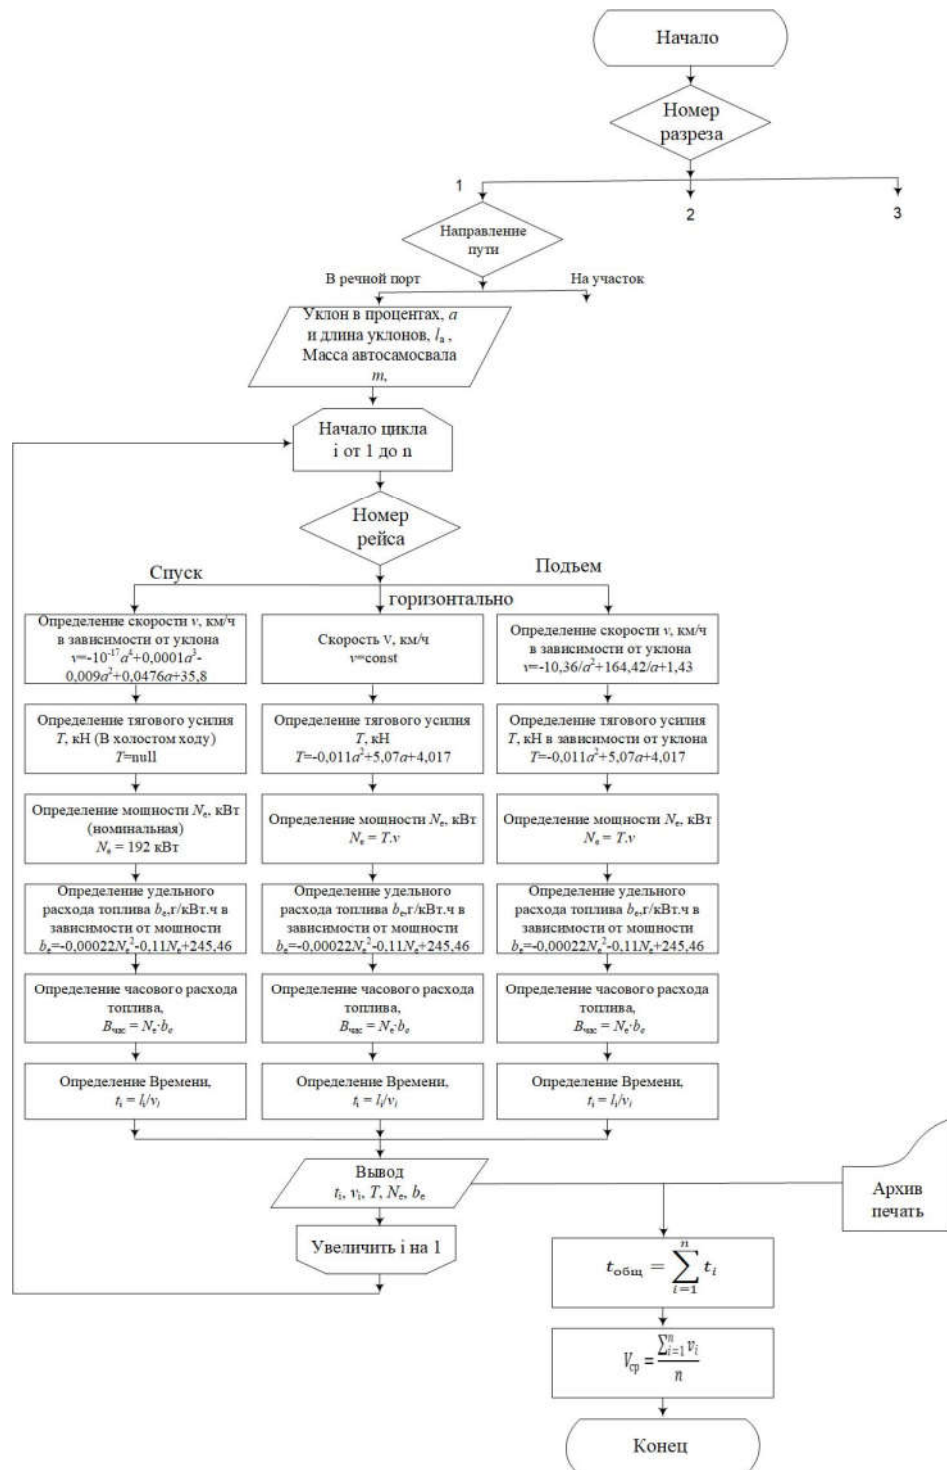 Начало
Номер
разреза
1
2
3
Направление
пути
В речной порт
На участок
Уклон в процентах, a
и длина уклонов, lₐ ,
Масса автосамосвала
m,
Начало цикла
i от 1 до n
Номер
рейса
Спуск
горизонтально
Подъем
Определение скорости v, км/ч
в зависимости от уклона
v=-10⁻¹⁷a⁴+0,0001a³-
0,009a²+0,0476a+35,8
Определение тягового усилия
T, кН (В холостом ходу)
T=null
Определение мощности Nₑ, кВт
(номинальная)
Nₑ = 192 кВт
Определение удельного
расхода топлива bₑ,г/кВт.ч в
зависимости от мощности
bₑ=-0,00022Nₑ²-0,11Nₑ+245,46
Определение часового расхода
топлива,
Bчас = Nₑ·bₑ
Определение Времени,
tᵢ = lᵢ/vᵢ
Скорость V, км/ч
v=const
Определение тягового усилия
T, кН
T=-0,011a²+5,07a+4,017
Определение мощности Nₑ, кВт
Nₑ = T.v
Определение удельного
расхода топлива bₑ,г/кВт.ч в
зависимости от мощности
bₑ=-0,00022Nₑ²-0,11Nₑ+245,46
Определение часового расхода
топлива,
Bчас = Nₑ·bₑ
Определение Времени,
tᵢ = lᵢ/vᵢ
Определение скорости v, км/ч
в зависимости от уклона
v=-10,36/a²+164,42/a+1,43
Определение тягового усилия
T, кН в зависимости от уклона
T=-0,011a²+5,07a+4,017
Определение мощности Nₑ, кВт
Nₑ = T.v
Определение удельного
расхода топлива bₑ,г/кВт.ч в
зависимости от мощности
bₑ=-0,00022Nₑ²-0,11Nₑ+245,46
Определение часового расхода
топлива,
Bчас = Nₑ·bₑ
Определение Времени,
tᵢ = lᵢ/vᵢ
Вывод
tᵢ, vᵢ, T, Nₑ, bₑ
Увеличить i на 1
Архив
печать
tобщ = ∑ⁿᵢ₌₁ tᵢ
Vср = ∑ⁿᵢ₌₁ vᵢ / n
Конец